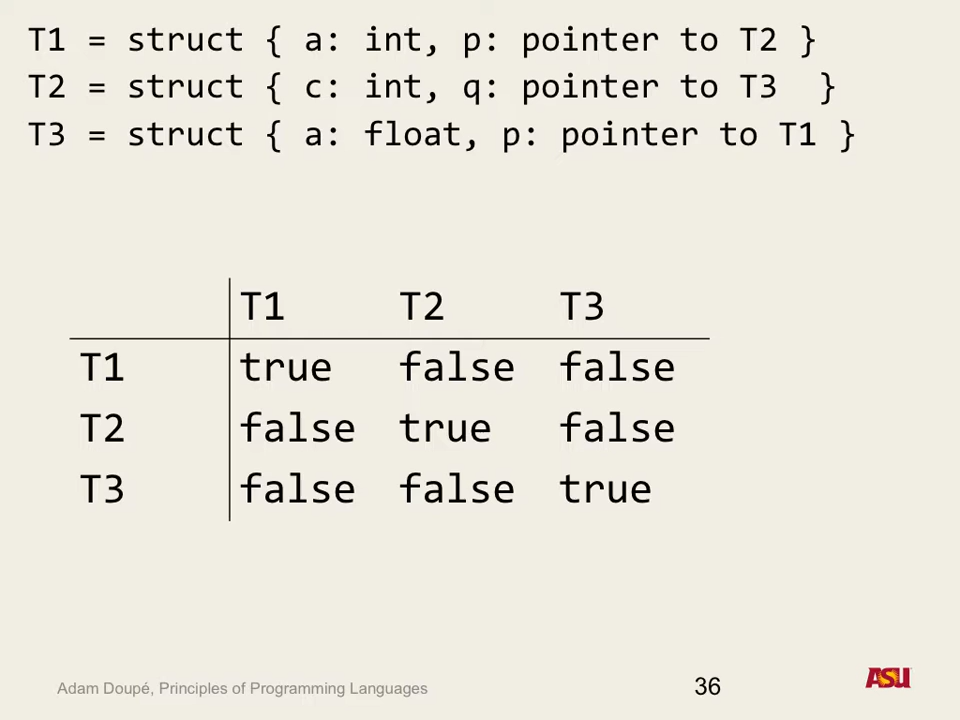 T1 = struct { a: int, p: pointer to T2 }
T2 = struct { c: int, q: pointer to T3  }
T3 = struct { a: float, p: pointer to T1 }
T1 T2 T3
T1 true false false
T2 false true false
T3 false false true
Adam Doupé, Principles of Programming Languages 36 ASU